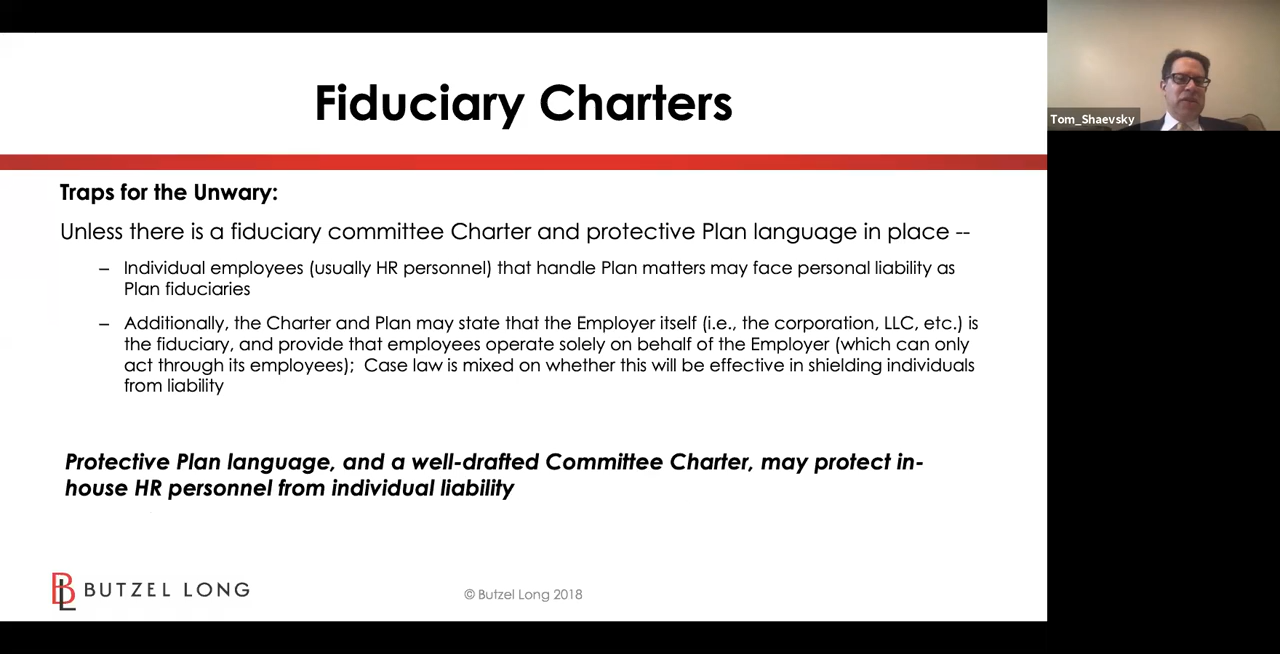 Fiduciary Charters
Tom_Shaevsky
Traps for the Unwary:
Unless there is a fiduciary committee Charter and protective Plan language in place --
– Individual employees (usually HR personnel) that handle Plan matters may face personal liability as
Plan fiduciaries
– Additionally, the Charter and Plan may state that the Employer itself (i.e., the corporation, LLC, etc.) is
the fiduciary, and provide that employees operate solely on behalf of the Employer (which can only
act through its employees);  Case law is mixed on whether this will be effective in shielding individuals
from liability
Protective Plan language, and a well-drafted Committee Charter, may protect in-
house HR personnel from individual liability
BL BUTZEL LONG
© Butzel Long 2018